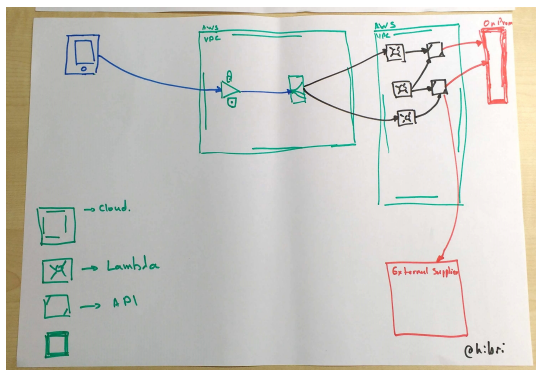 AWS
VPC
AWS
VPC
On Prem
→ Cloud.
→ Lambda
→ API
External Supplier
@hibri